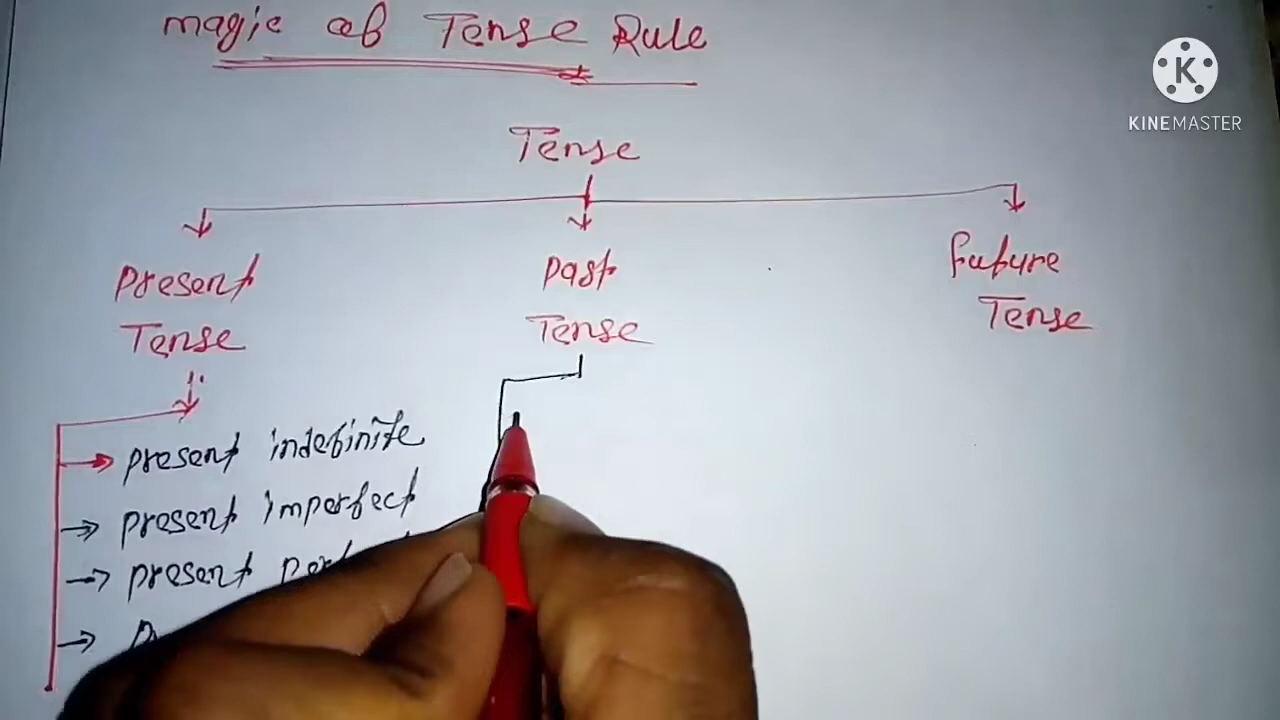 magic of Tense Rule
K
KINEMASTER
Tense
Present
Tense
Past
Tense
Future
Tense
Present indefinite
Present imperfect
Present